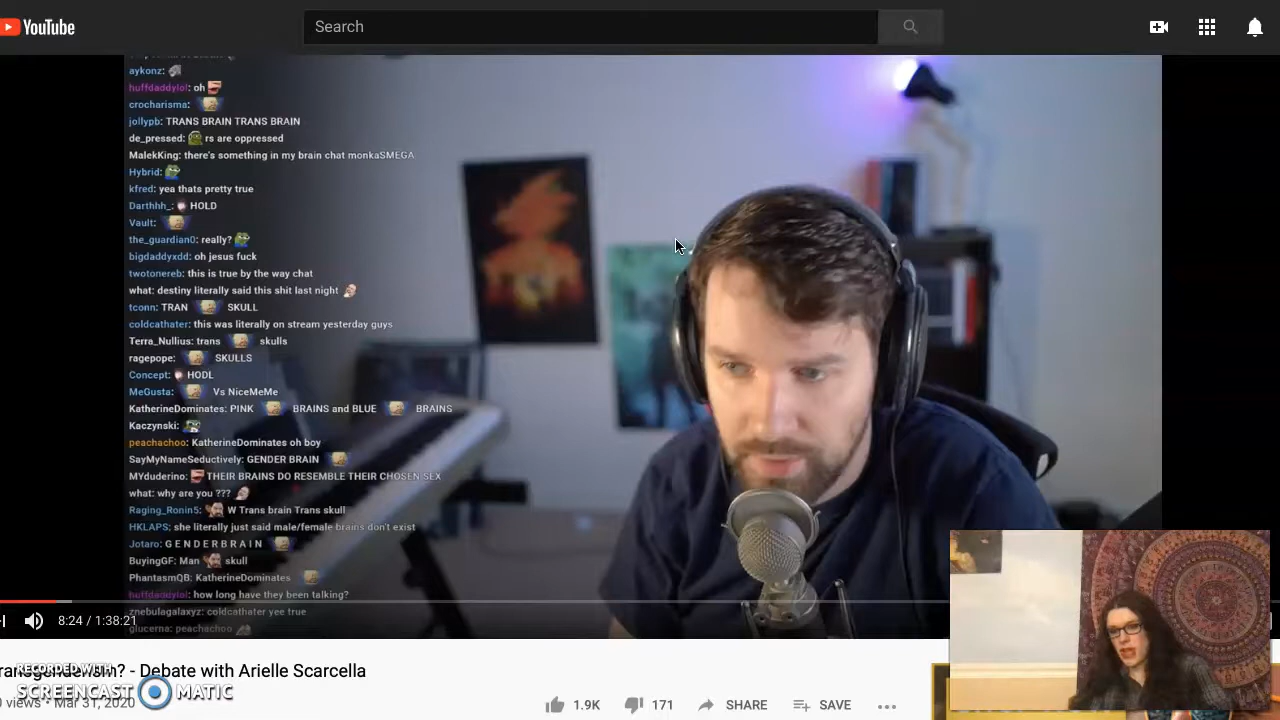 YouTube
Search
aykonz:
huffdaddylol: oh
crocharisma:
jollypb: TRANS BRAIN TRANS BRAIN
de_pressed: rs are oppressed
MalekKing: there's something in my brain chat monkaSMEGA
Hybrid:
kfred: yea thats pretty true
Darthhh_: HOLD
Vault:
the_guardian0: really?
bigdaddyxdd: oh jesus fuck
twotonereb: this is true by the way chat
what: destiny literally said this shit last night
tconn: TRAN SKULL
coldcathater: this was literally on stream yesterday guys
Terra_Nullius: trans skulls
ragepope: SKULLS
Concept: HODL
MeGusta: Vs NiceMeMe
KatherineDominates: PINK BRAINS and BLUE BRAINS
Kaczynski:
peachachoo: KatherineDominates oh boy
SayMyNameSeductively: GENDER BRAIN
MYduderino: THEIR BRAINS DO RESEMBLE THEIR CHOSEN SEX
what: why are you ???
Raging_Ronin5: W Trans brain Trans skull
HKLAPS: she literally just said male/female brains don't exist
Jotaro: G E N D E R B R A I N
BuyingGF: Man skull
PhantasmQB: KatherineDominates
huffdaddylol: how long have they been talking?
znebulagalaxyz: coldcathater yee true
glucerna: peachachoo
8:24 / 1:38:21
ransgenderism? - Debate with Arielle Scarcella
RECORDED WITH
SCREENCAST MATIC
views • Mar 31, 2020
1.9K 171 SHARE SAVE